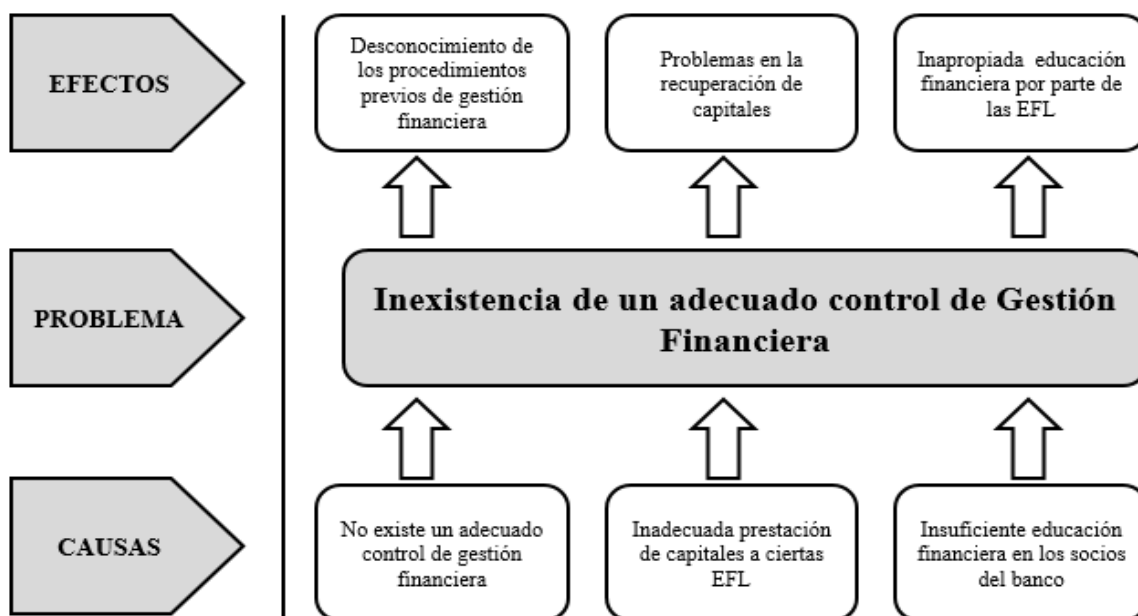 EFECTOS
Desconocimiento de
los procedimientos
previos de gestión
financiera
Problemas en la
recuperación de
capitales
Inapropiada educación
financiera por parte de
las EFL
PROBLEMA
Inexistencia de un adecuado control de Gestión
Financiera
CAUSAS
No existe un adecuado
control de gestión
financiera
Inadecuada prestación
de capitales a ciertas
EFL
Insuficiente educación
financiera en los socios
del banco